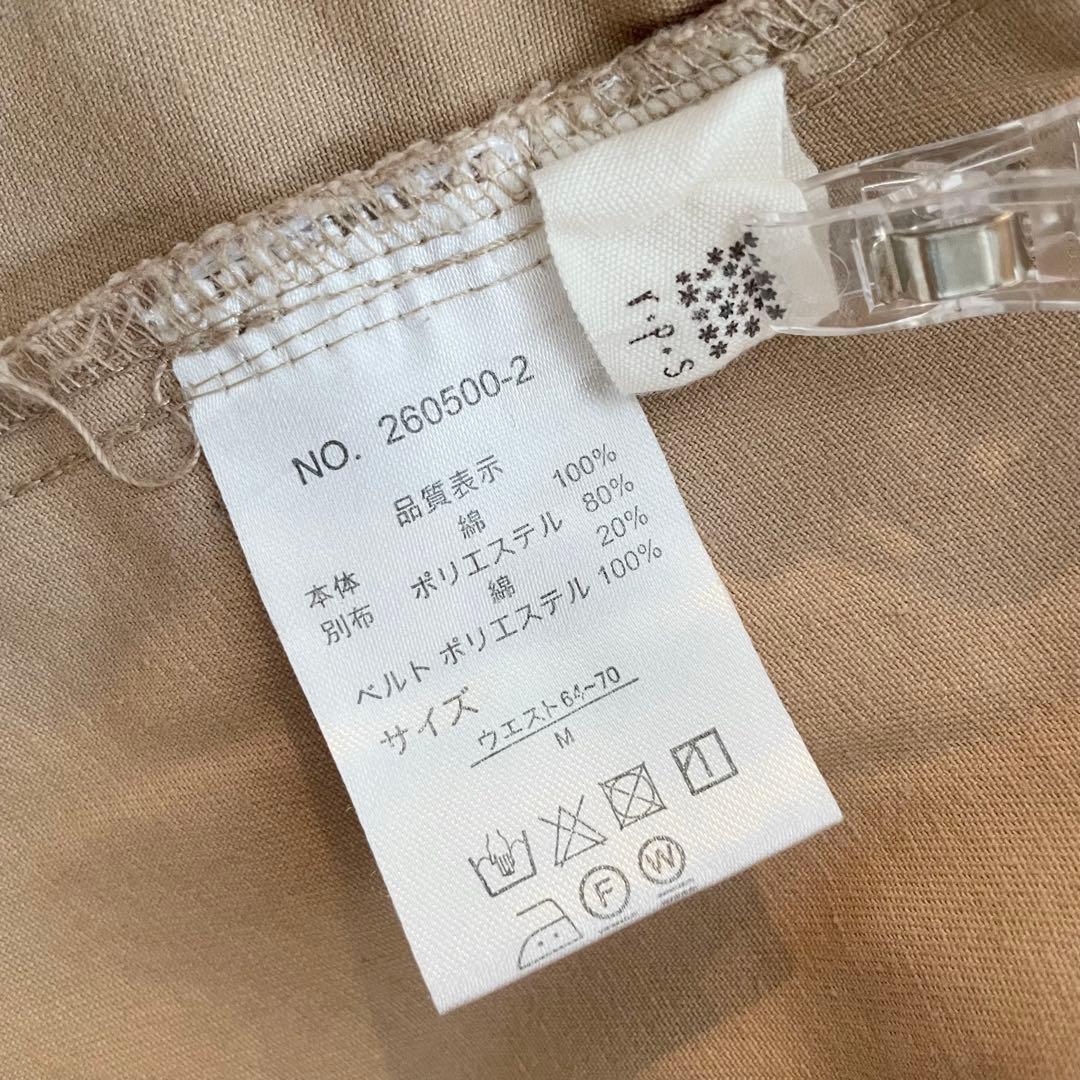 r・p・s
NO. 260500-2
品質表示
本体 綿 100%
別布 ポリエステル 80%
綿 20%
ベルト ポリエステル 100%
サイズ ウエスト64~70
M
1
F W